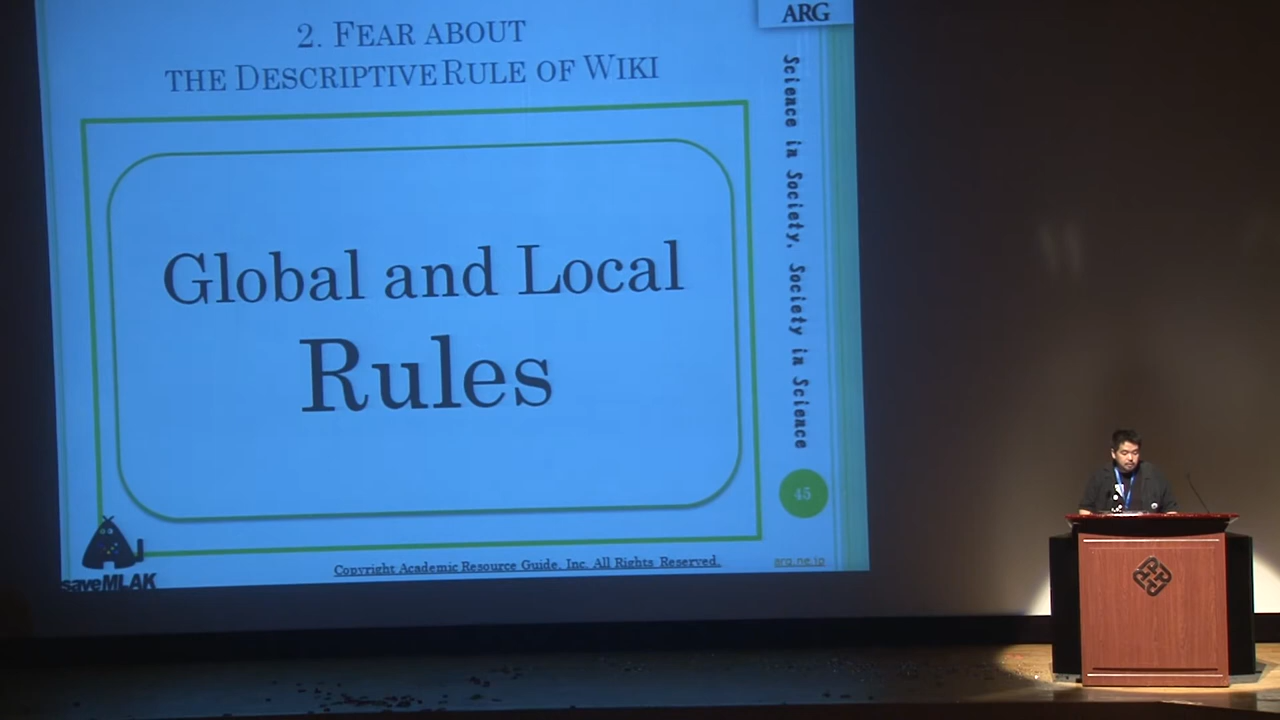 2. FEAR ABOUT
THE DESCRIPTIVE RULE OF WIKI
ARG
Science in Society, Society in Science
Global and Local
Rules
45
saveMLAK
Copyright Academic Resource Guide, Inc. All Rights Reserved.
arg.ne.jp